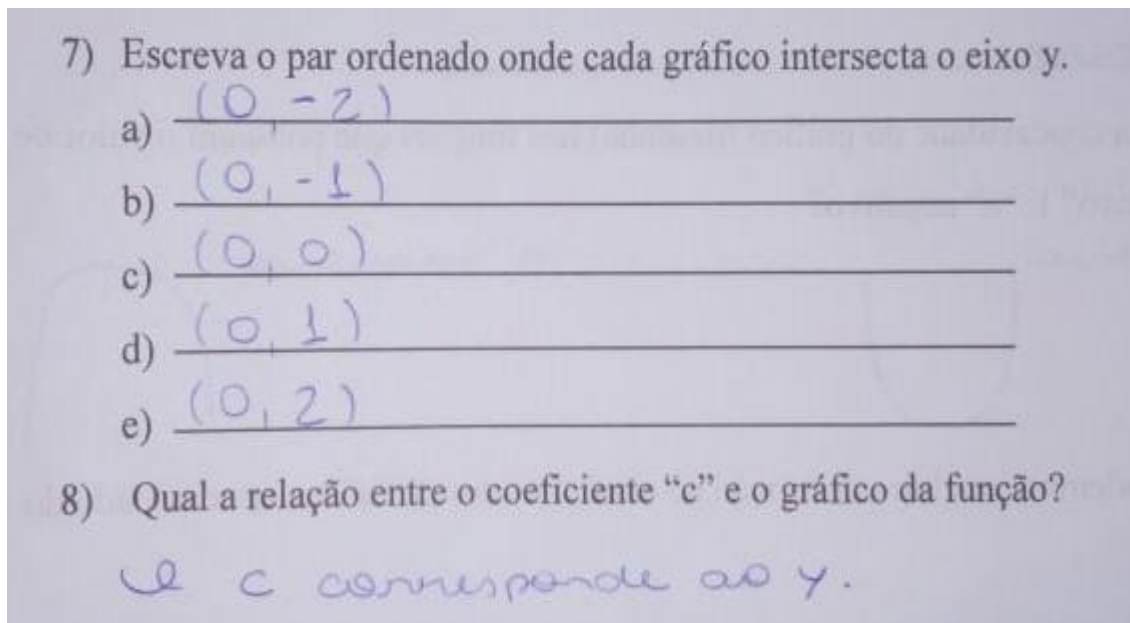 7) Escreva o par ordenado onde cada gráfico intersecta o eixo y.
a) (0, -2)
b) (0, -1)
c) (0, 0)
d) (0, 1)
e) (0, 2)
8) Qual a relação entre o coeficiente “c” e o gráfico da função?
O c corresponde ao y.